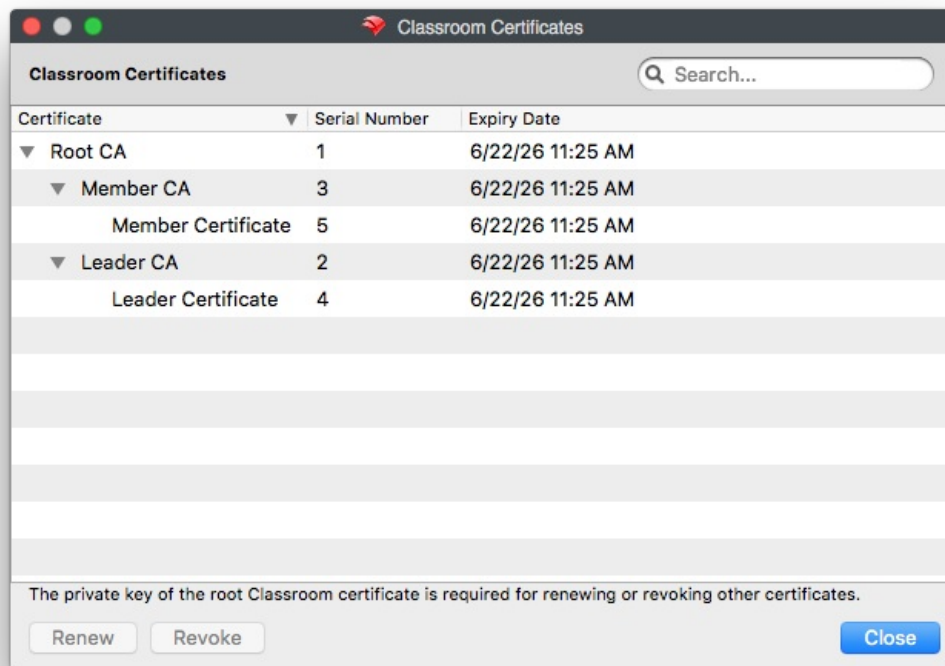 Classroom Certificates
Classroom Certificates
Search...
Certificate Serial Number Expiry Date
Root CA 1 6/22/26 11:25 AM
Member CA 3 6/22/26 11:25 AM
Member Certificate 5 6/22/26 11:25 AM
Leader CA 2 6/22/26 11:25 AM
Leader Certificate 4 6/22/26 11:25 AM
The private key of the root Classroom certificate is required for renewing or revoking other certificates.
Renew Revoke Close